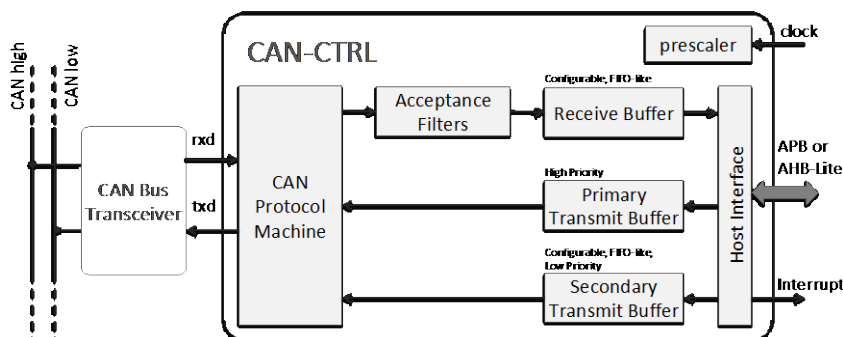 CAN high
CAN low
CAN Bus
Transceiver
rxd
txd
CAN-CTRL
CAN
Protocol
Machine
prescaler
clock
Acceptance
Filters
Configurable, FIFO-like
Receive Buffer
High Priority
Primary
Transmit Buffer
Configurable, FIFO-like,
Low Priority
Secondary
Transmit Buffer
Host Interface
APB or
AHB-Lite
Interrupt